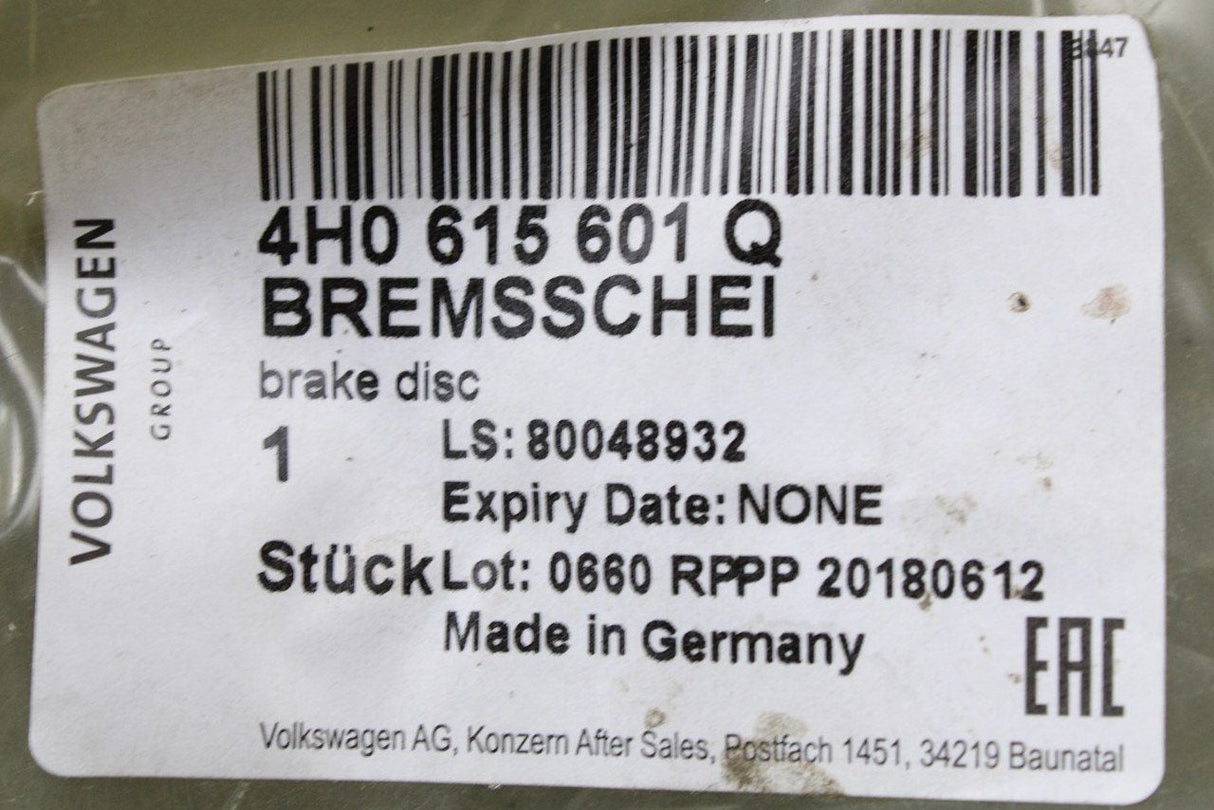 4H0 615 601 Q
BREMSSCHEI
brake disc
1
LS: 80048932
Expiry Date: NONE
Stück
Lot: 0660 RPPP 20180612
Made in Germany
EAC
Volkswagen AG, Konzern After Sales, Postfach 1451, 34219 Baunatal
VOLKSWAGEN
GROUP